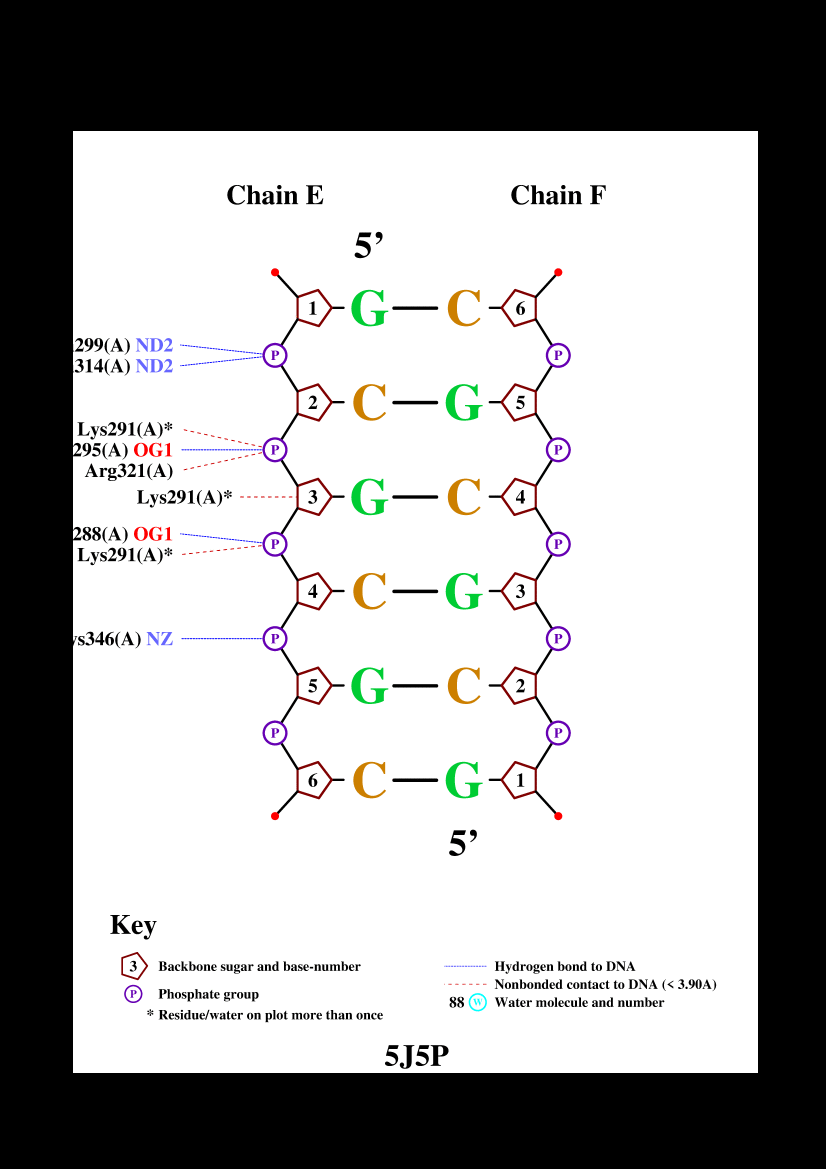 Chain E Chain F
5’
1 G C 6
299(A) ND2 P P
314(A) ND2
2 C G 5
Lys291(A)*
295(A) OG1 P P
Arg321(A)
Lys291(A)* 3 G C 4
288(A) OG1 P P
Lys291(A)*
4 C G 3
s346(A) NZ P P
5 G C 2
P P
6 C G 1
5’
Key
3 Backbone sugar and base-number
P Phosphate group
* Residue/water on plot more than once
Hydrogen bond to DNA
Nonbonded contact to DNA (< 3.90A)
88 W Water molecule and number
5J5P